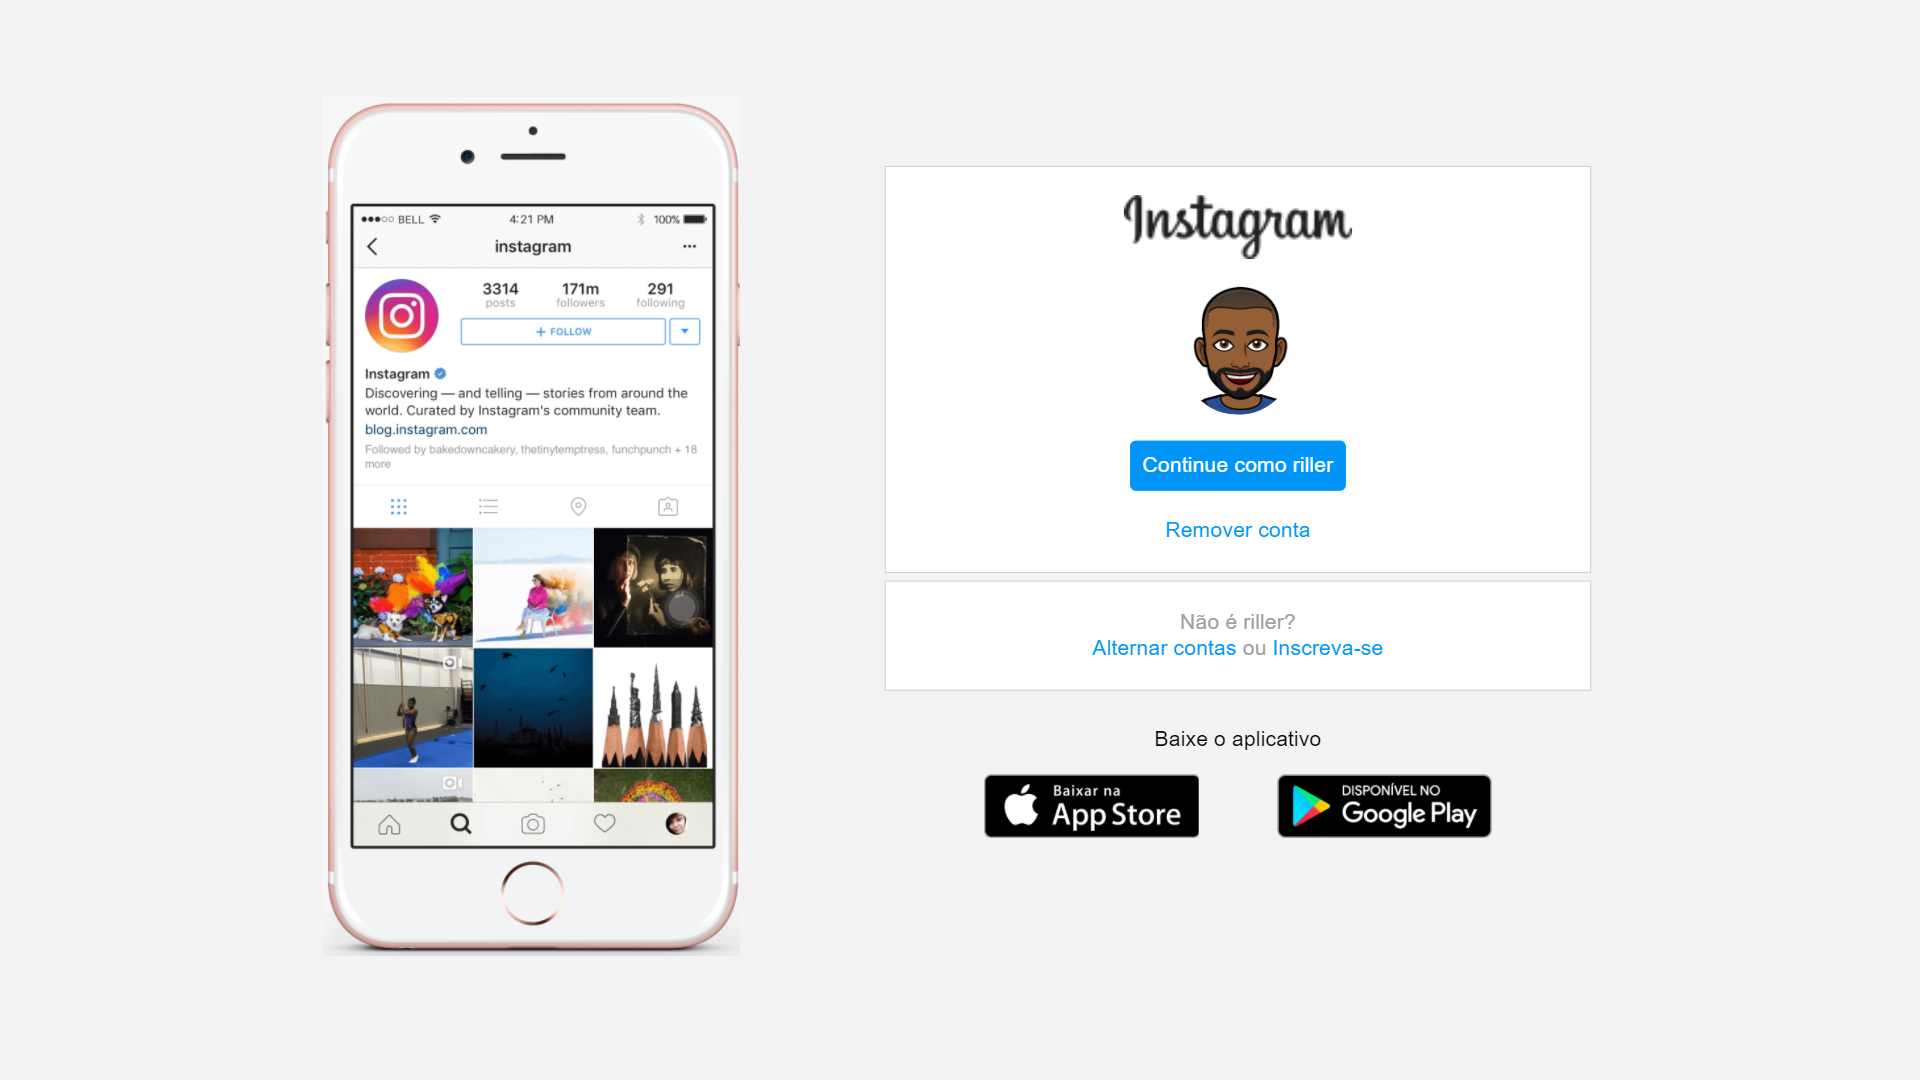 BELL
4:21 PM
100%
instagram
3314
posts
171m
followers
291
following
+ FOLLOW
Instagram
Discovering — and telling — stories from around the
world. Curated by Instagram's community team.
blog.instagram.com
Followed by bakedowncakery, thetinytemptress, funchpunch + 18
more
Instagram
Continue como riller
Remover conta
Não é riller?
Alternar contas ou Inscreva-se
Baixe o aplicativo
Baixar na
App Store
DISPONÍVEL NO
Google Play